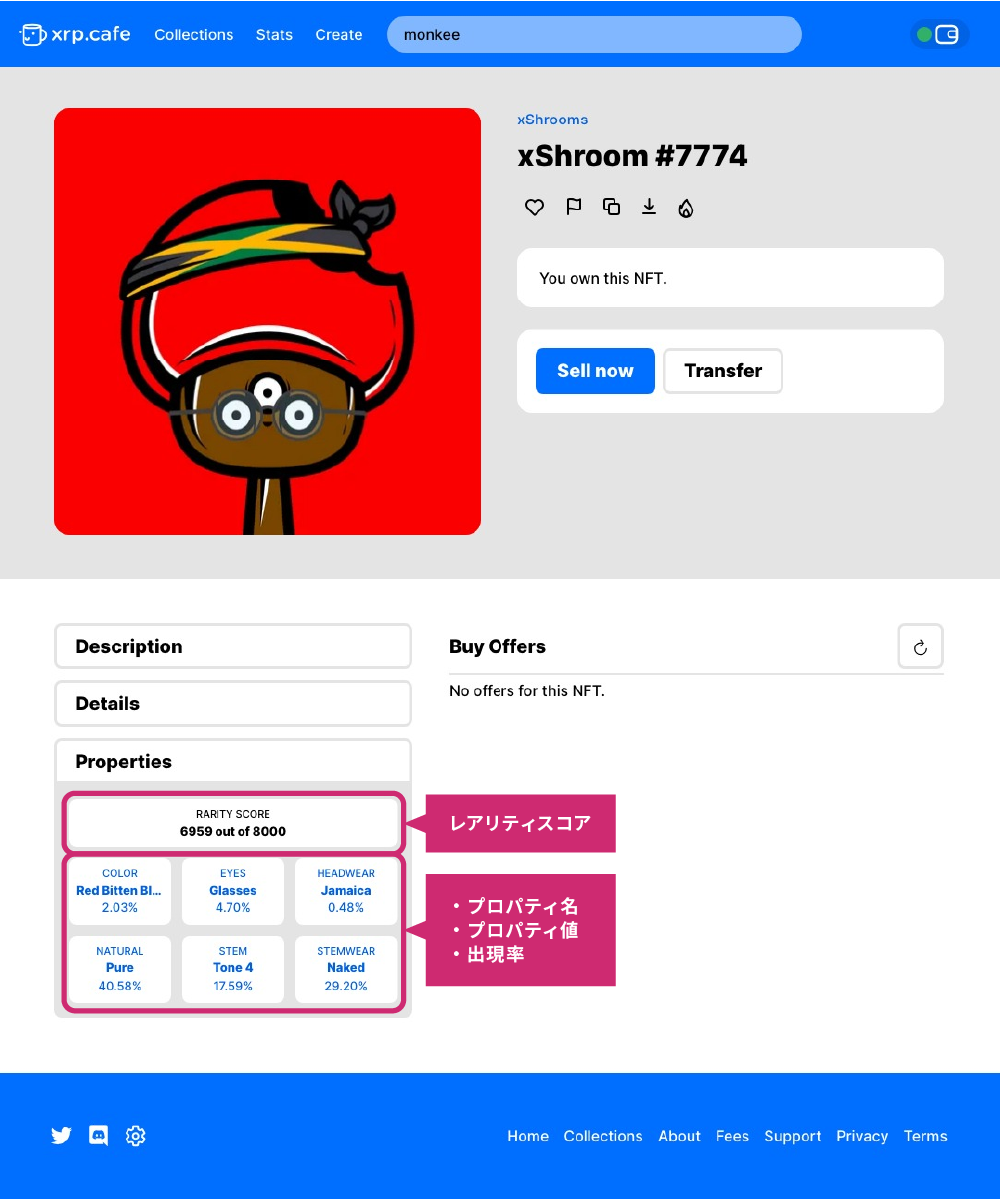 xrp.cafe Collections Stats Create monkee
xShrooms
xShroom #7774
You own this NFT.
Sell now Transfer
Description
Details
Properties
RARITY SCORE
6959 out of 8000
COLOR EYES HEADWEAR
Red Bitten Bl... Glasses Jamaica
2.03% 4.70% 0.48%
NATURAL STEM STEMWEAR
Pure Tone 4 Naked
40.58% 17.59% 29.20%
Buy Offers
No offers for this NFT.
レアリティスコア
・プロパティ名
・プロパティ値
・出現率
Home Collections About Fees Support Privacy Terms